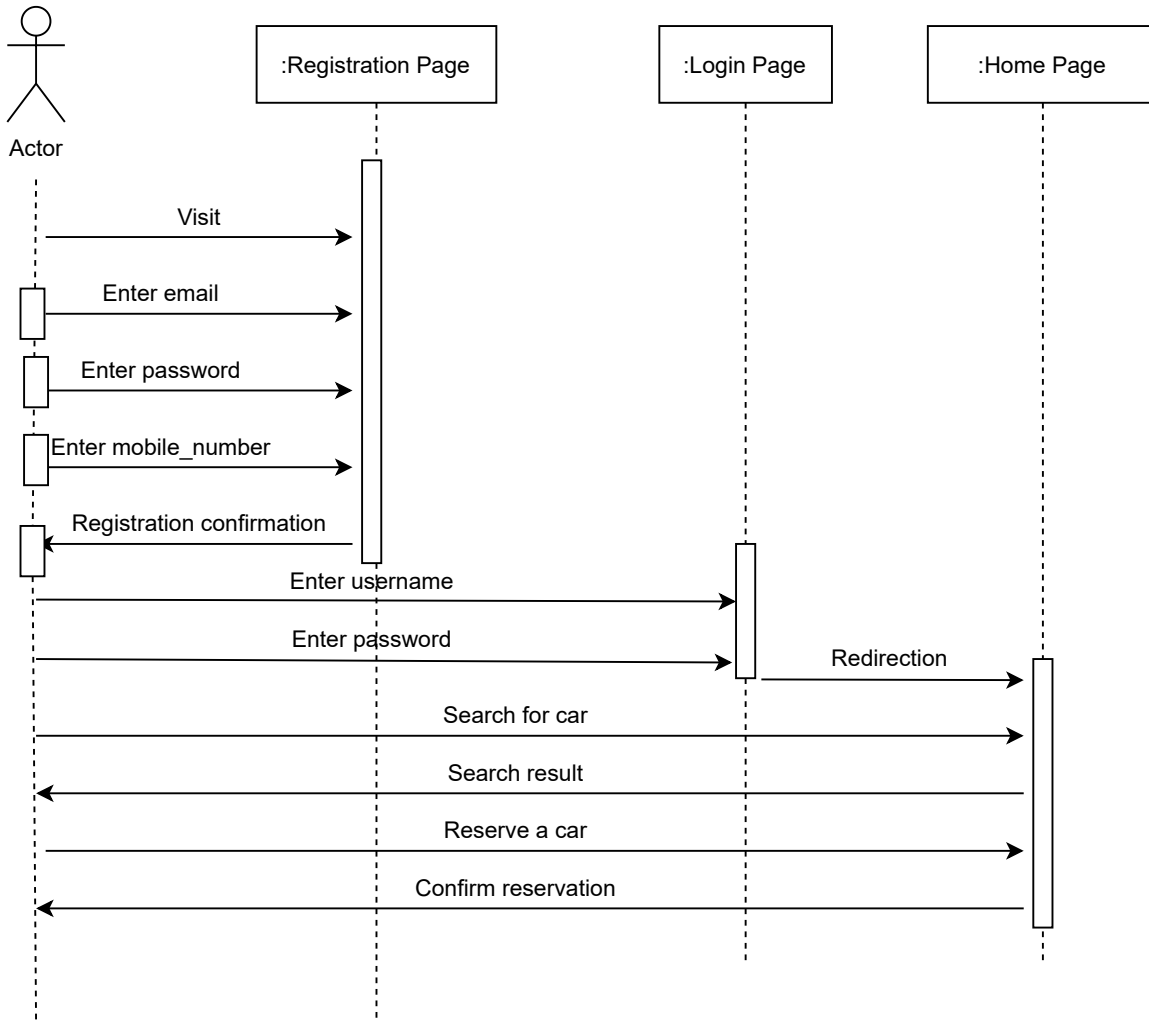 :Registration Page
:Login Page
:Home Page
Actor
Visit
Enter email
Enter password
Enter mobile_number
Registration confirmation
Enter username
Enter password
Redirection
Search for car
Search result
Reserve a car
Confirm reservation